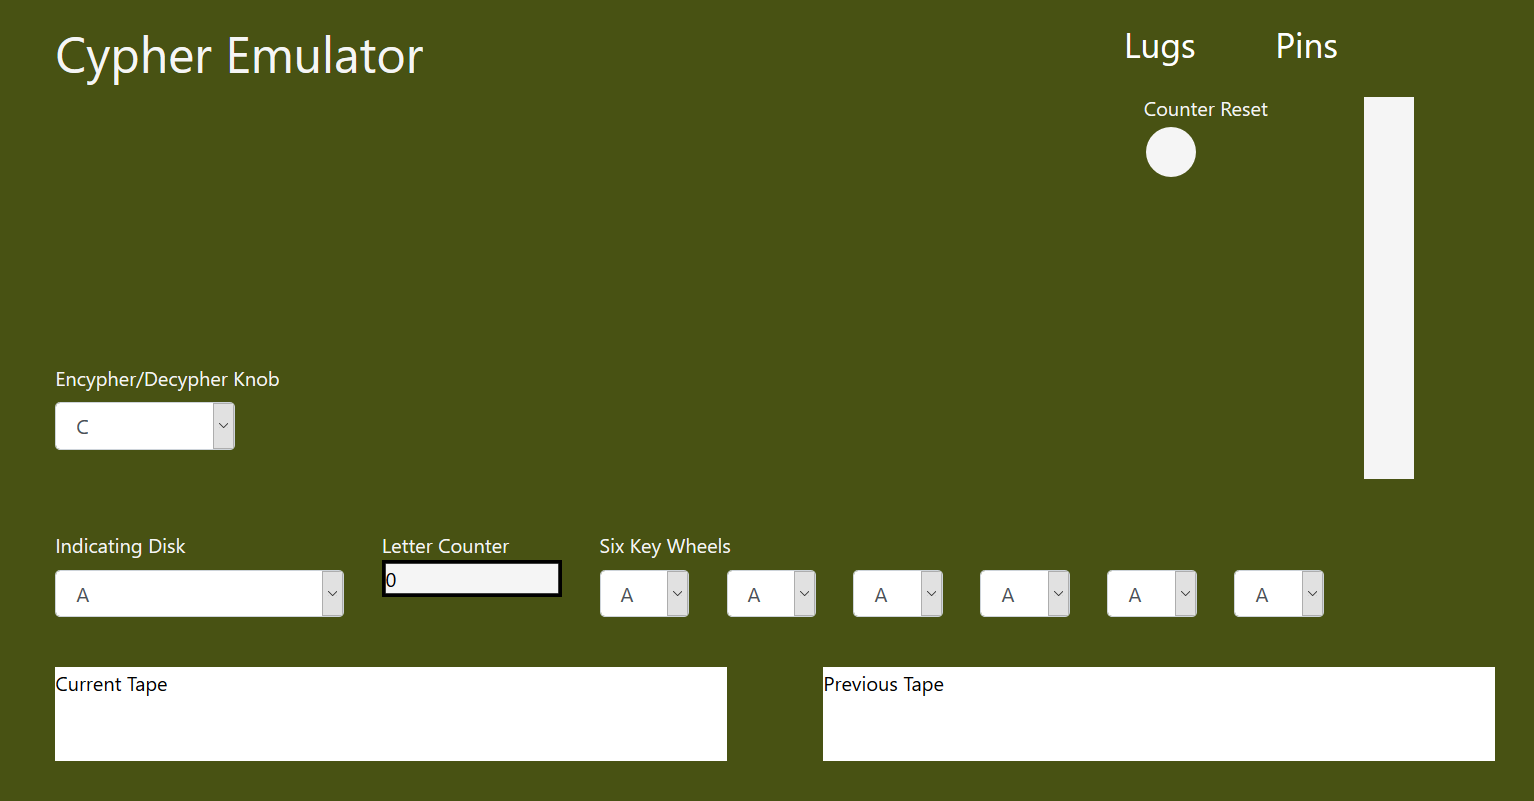 Cypher Emulator
Lugs
Pins
Counter Reset
Encypher/Decypher Knob
C
Indicating Disk
Letter Counter
Six Key Wheels
A
0
A
A
A
A
A
A
Current Tape
Previous Tape